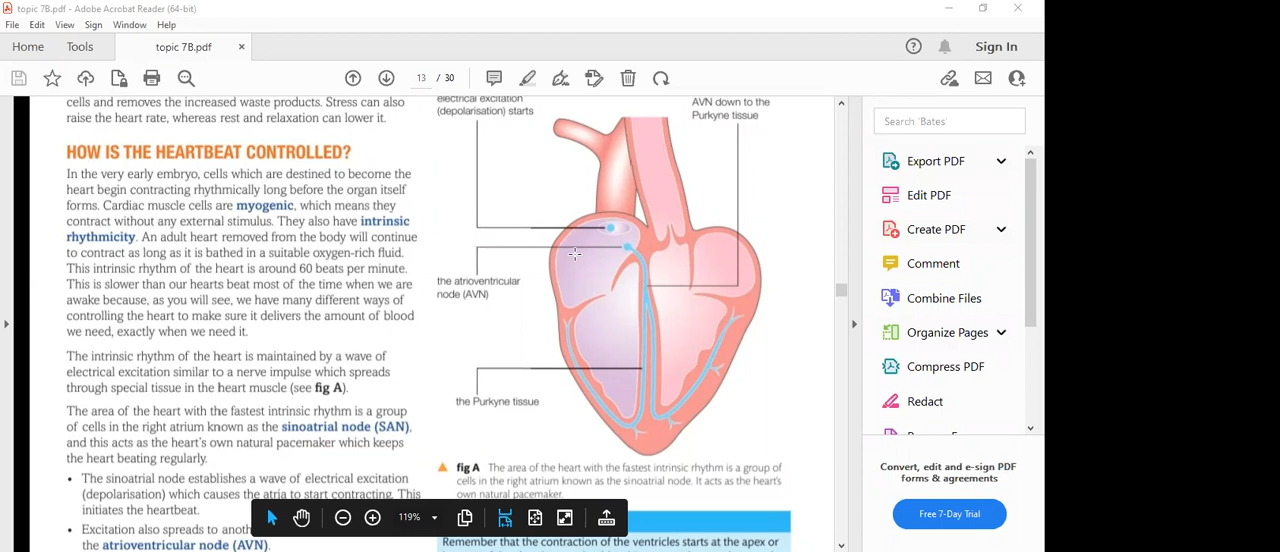 topic 7B.pdf - Adobe Acrobat Reader (64-bit)
File Edit View Sign Window Help
Home Tools topic 7B.pdf × Sign In
13 / 30
cells and removes the increased waste products. Stress can also
raise the heart rate, whereas rest and relaxation can lower it.
HOW IS THE HEARTBEAT CONTROLLED?
In the very early embryo, cells which are destined to become the
heart begin contracting rhythmically long before the organ itself
forms. Cardiac muscle cells are myogenic, which means they
contract without any external stimulus. They also have intrinsic
rhythmicity. An adult heart removed from the body will continue
to contract as long as it is bathed in a suitable oxygen-rich fluid.
This intrinsic rhythm of the heart is around 60 beats per minute.
This is slower than our hearts beat most of the time when we are
awake because, as you will see, we have many different ways of
controlling the heart to make sure it delivers the amount of blood
we need, exactly when we need it.
The intrinsic rhythm of the heart is maintained by a wave of
electrical excitation similar to a nerve impulse which spreads
through special tissue in the heart muscle (see fig A).
The area of the heart with the fastest intrinsic rhythm is a group
of cells in the right atrium known as the sinoatrial node (SAN),
and this acts as the heart's own natural pacemaker which keeps
the heart beating regularly.
• The sinoatrial node establishes a wave of electrical excitation
(depolarisation) which causes the atria to start contracting. This
initiates the heartbeat.
• Excitation also spreads to
the atrioventricular node (AVN).
electrical excitation
(depolarisation) starts
AVN down to the
Purkyne tissue
the atrioventricular
node (AVN)
the Purkyne tissue
fig A The area of the heart with the fastest intrinsic rhythm is a group of
cells in the right atrium known as the sinoatrial node. It acts as the heart's
own natural pacemaker.
Remember that the contraction of the ventricles starts at the apex or
119%
Search 'Bates'
Export PDF
Edit PDF
Create PDF
Comment
Combine Files
Organize Pages
Compress PDF
Redact
Convert, edit and e-sign PDF
forms & agreements
Free 7-Day Trial